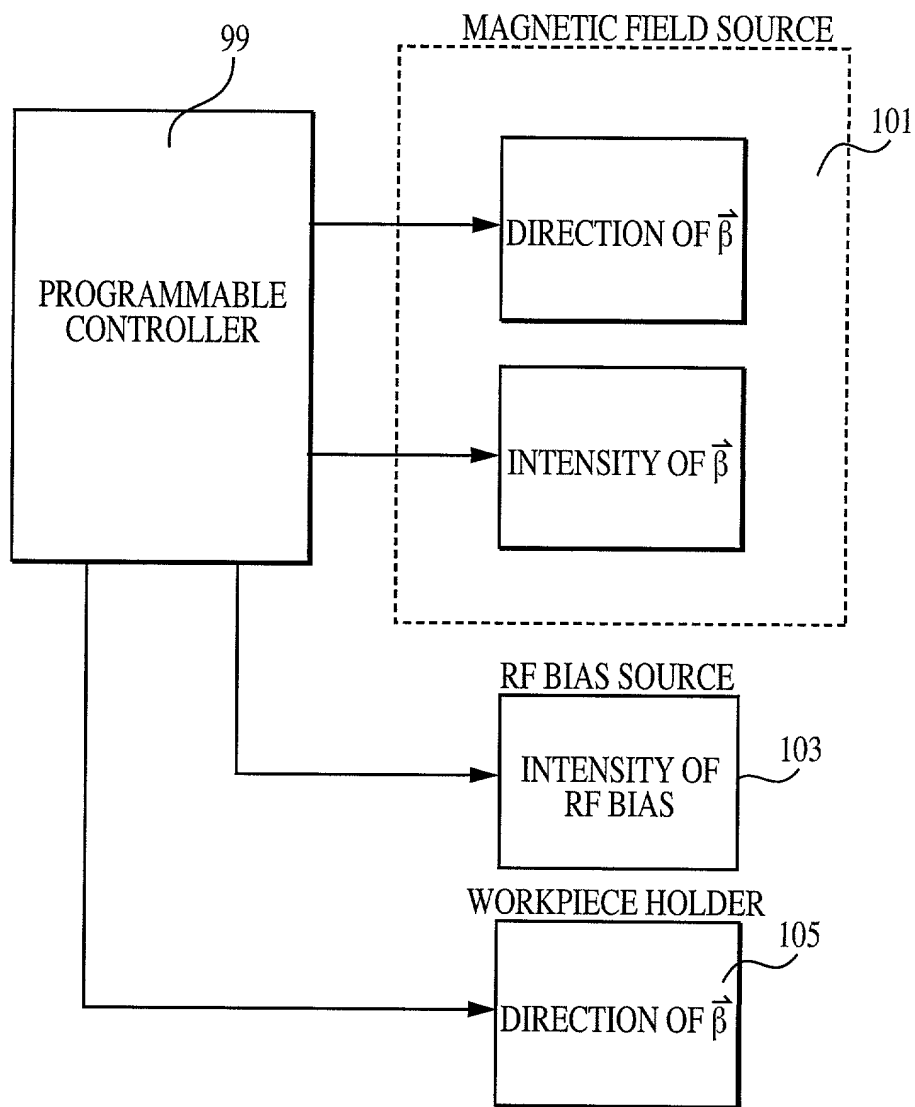 MAGNETIC FIELD SOURCE
99
101
DIRECTION OF β⃗
PROGRAMMABLE
CONTROLLER
INTENSITY OF β⃗
RF BIAS SOURCE
103
INTENSITY OF
RF BIAS
WORKPIECE HOLDER
105
DIRECTION OF β⃗